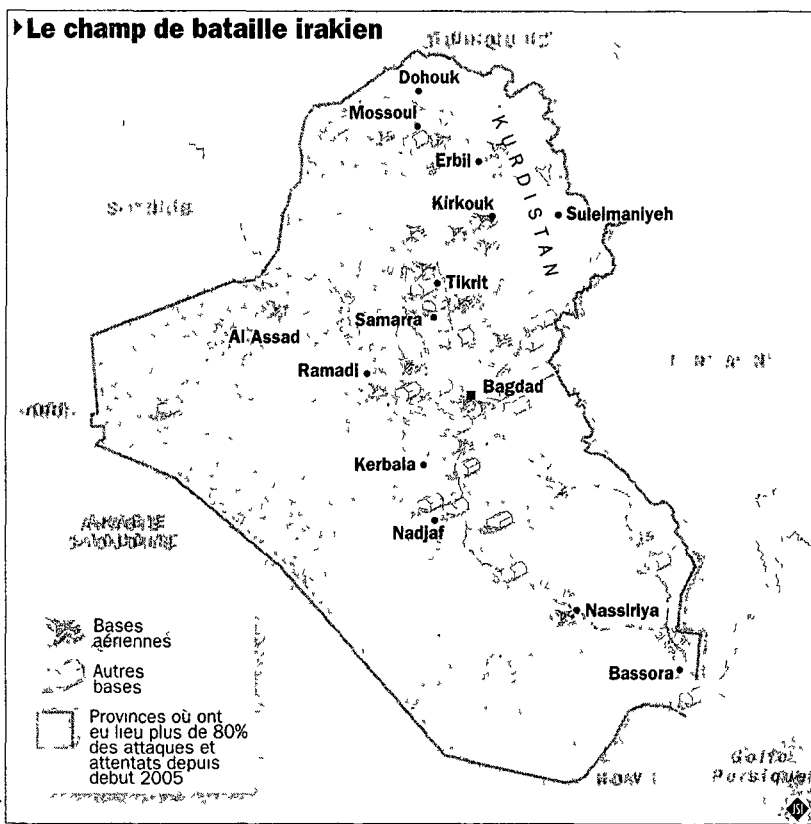 Le champ de bataille irakien
Dohouk
Mossoul
KURDISTAN
Erbil
Kirkouk
Suleimaniyeh
Tikrit
Samarra
Al Assad
Ramadi
Bagdad
Kerbala
Nadjaf
Nassiriya
Bassora
Golfe
Persique
Bases
aériennes
Autres
bases
Provinces où ont
eu lieu plus de 80%
des attaques et
attentats depuis
debut 2005